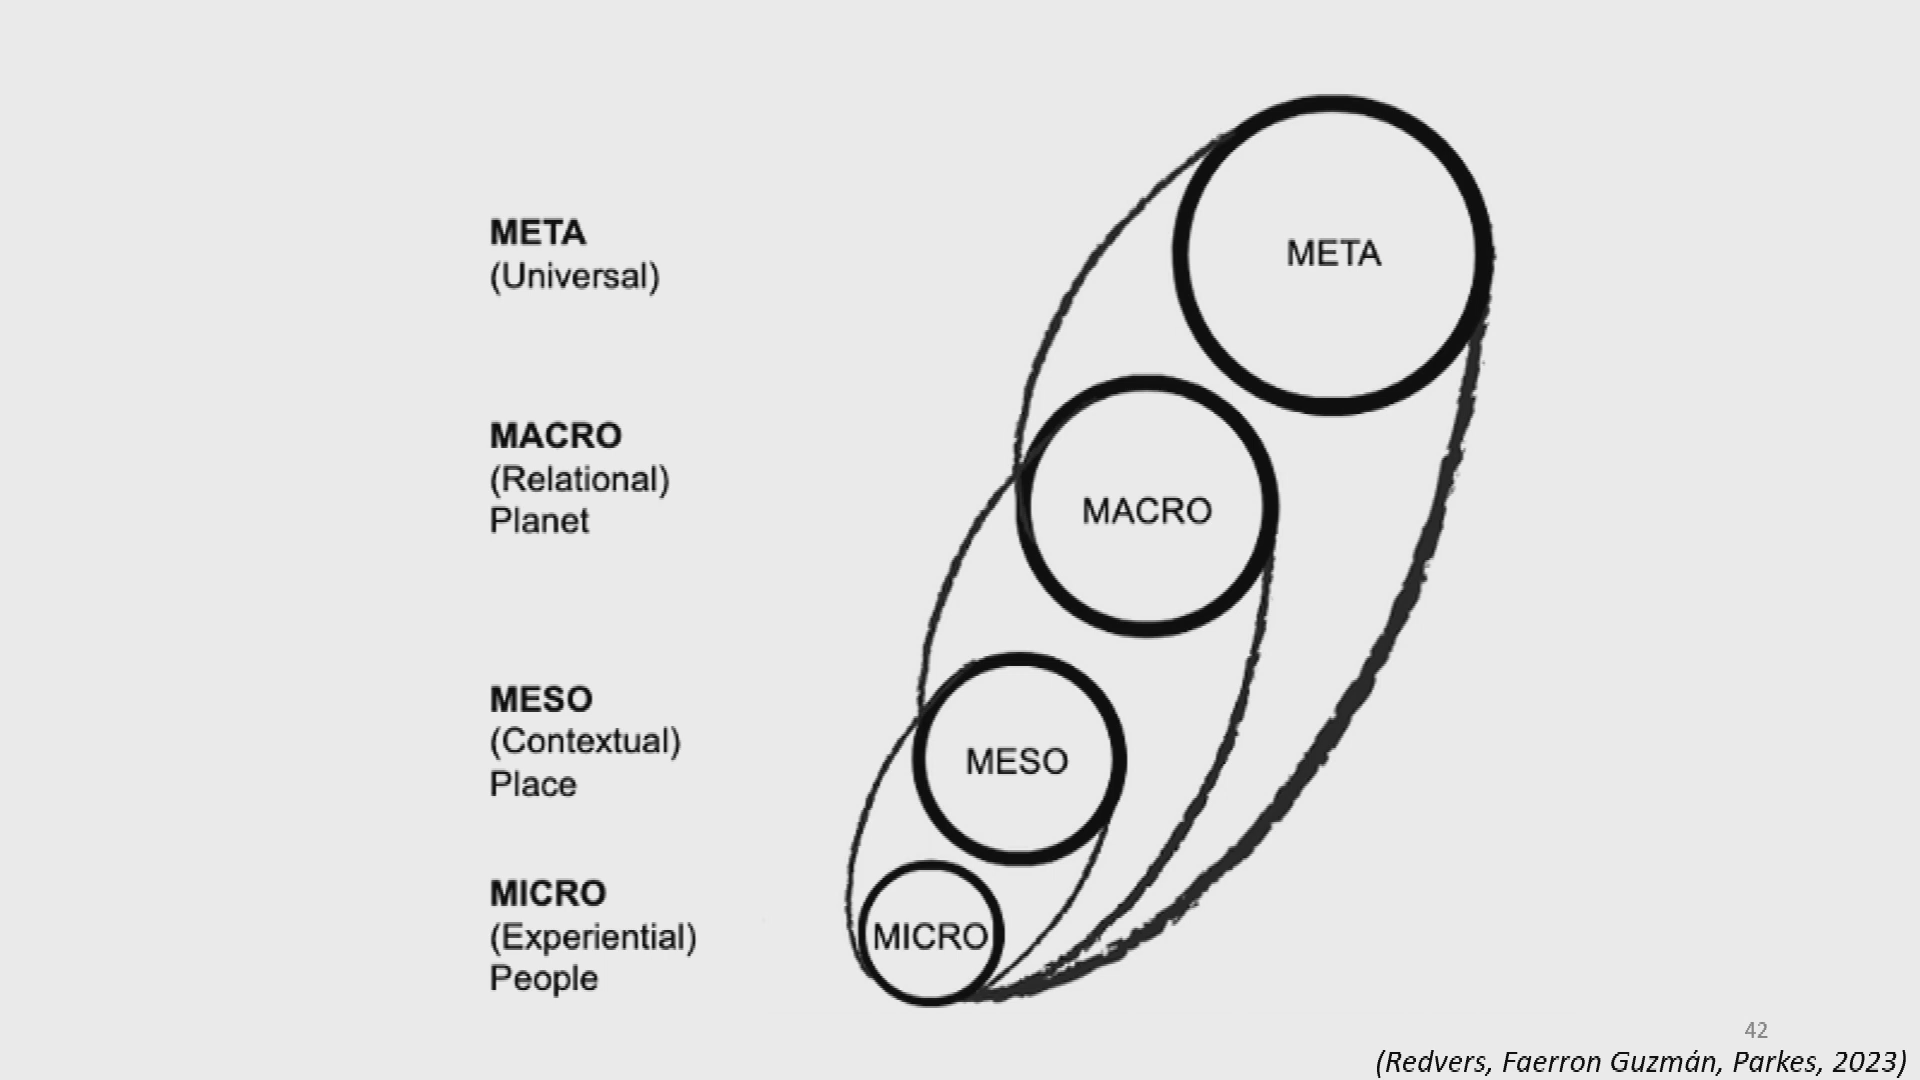 META
(Universal)
MACRO
(Relational)
Planet
MESO
(Contextual)
Place
MICRO
(Experiential)
People
META
MACRO
MESO
MICRO
42
(Redvers, Faerron Guzmán, Parkes, 2023)